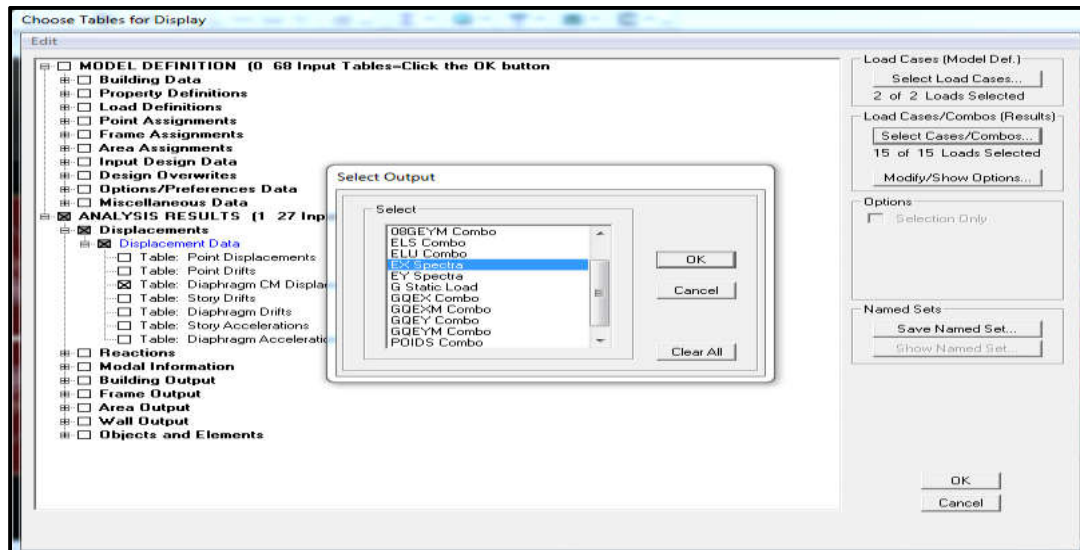 Choose Tables for Display
Edit
MODEL DEFINITION (0 68 Input Tables=Click the OK button
Building Data
Property Definitions
Load Definitions
Point Assignments
Frame Assignments
Area Assignments
Input Design Data
Design Overwrites
Options/Preferences Data
Miscellaneous Data
ANALYSIS RESULTS (1 27 Inp
Displacements
Displacement Data
Table: Point Displacements
Table: Point Drifts
Table: Diaphragm CM Displa
Table: Story Drifts
Table: Diaphragm Drifts
Table: Story Accelerations
Table: Diaphragm Acceleratio
Reactions
Modal Information
Building Output
Frame Output
Area Output
Wall Output
Objects and Elements
Select Output
Select
08GEYM Combo
ELS Combo
ELU Combo
EX Spectra
EY Spectra
G Static Load
GQEX Combo
GQEXM Combo
GQEY Combo
GQEYM Combo
POIDS Combo
OK
Cancel
Clear All
Load Cases (Model Def.)
Select Load Cases...
2 of 2 Loads Selected
Load Cases/Combos (Results)
Select Cases/Combos...
15 of 15 Loads Selected
Modify/Show Options...
Options
Selection Only
Named Sets
Save Named Set...
Show Named Set...
OK
Cancel